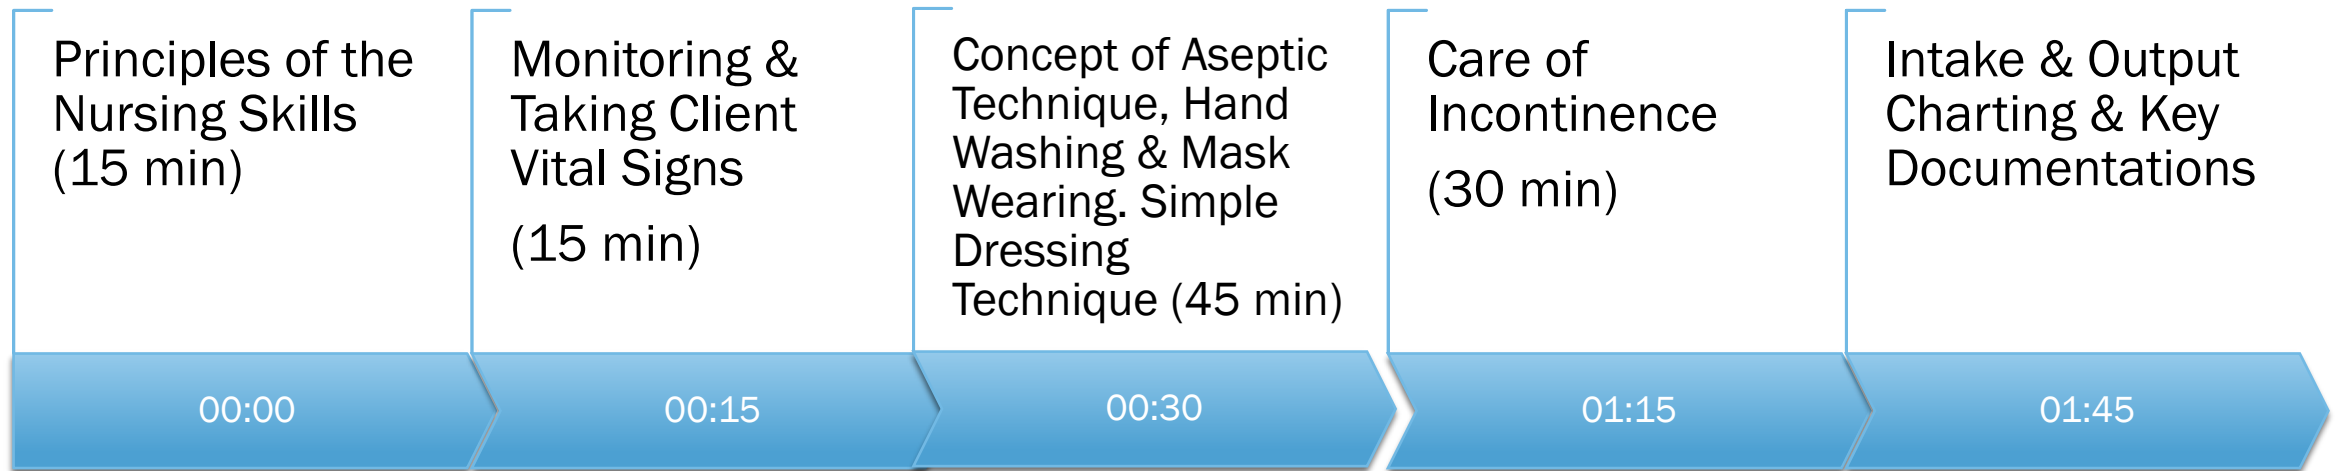 Principles of the
Nursing Skills
(15 min)
Monitoring &
Taking Client
Vital Signs
(15 min)
Concept of Aseptic
Technique, Hand
Washing & Mask
Wearing. Simple
Dressing
Technique (45 min)
Care of
Incontinence
(30 min)
Intake & Output
Charting & Key
Documentations
00:00
00:15
00:30
01:15
01:45